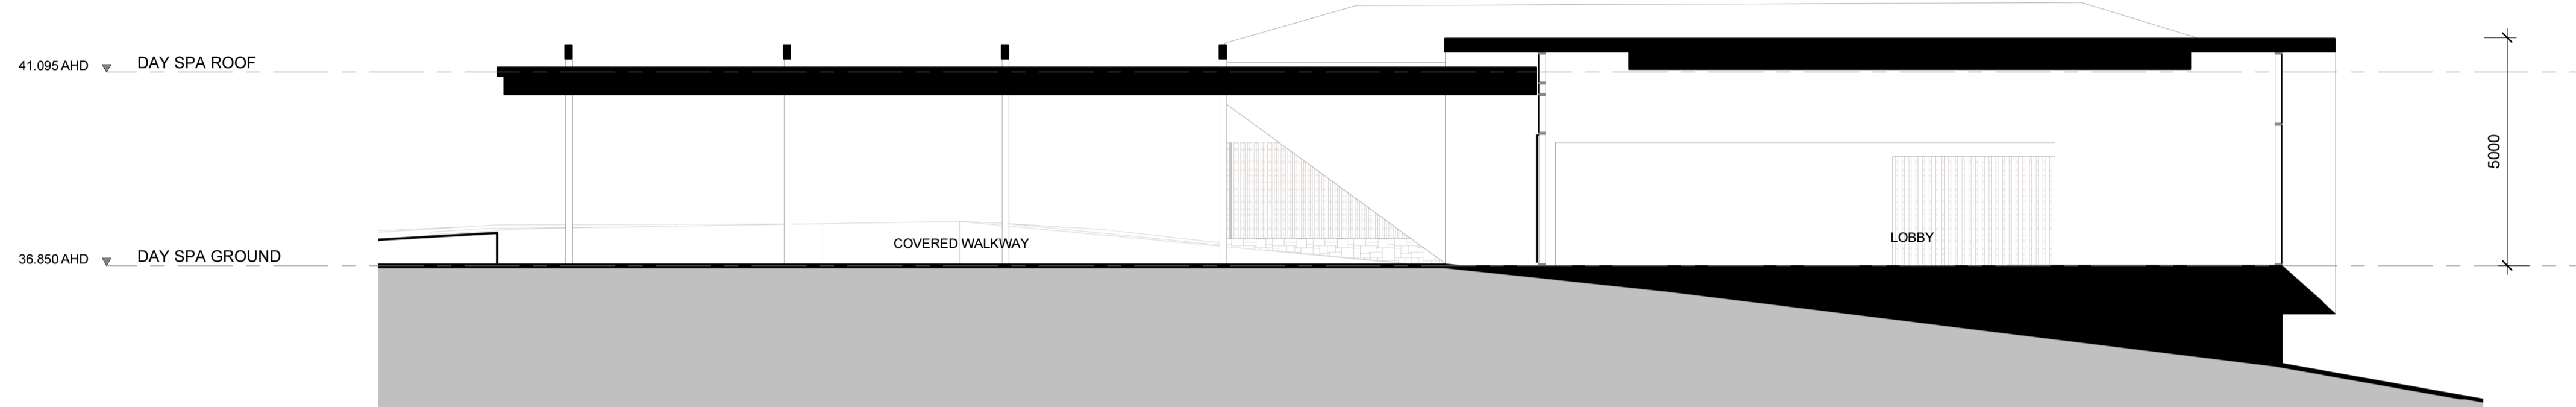 41.095 AHD DAY SPA ROOF
5000
COVERED WALKWAY
LOBBY
36.850 AHD DAY SPA GROUND